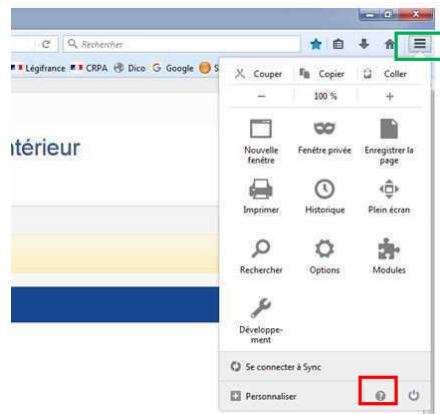 Rechercher
Légifrance CRPA Dico G Google S
térieur
Couper Copier Coller
− 100 % +
Nouvelle fenêtre
Fenêtre privée
Enregistrer la page
Imprimer Historique Plein écran
Rechercher Options Modules
Développe-
ment
Se connecter à Sync
Personnaliser